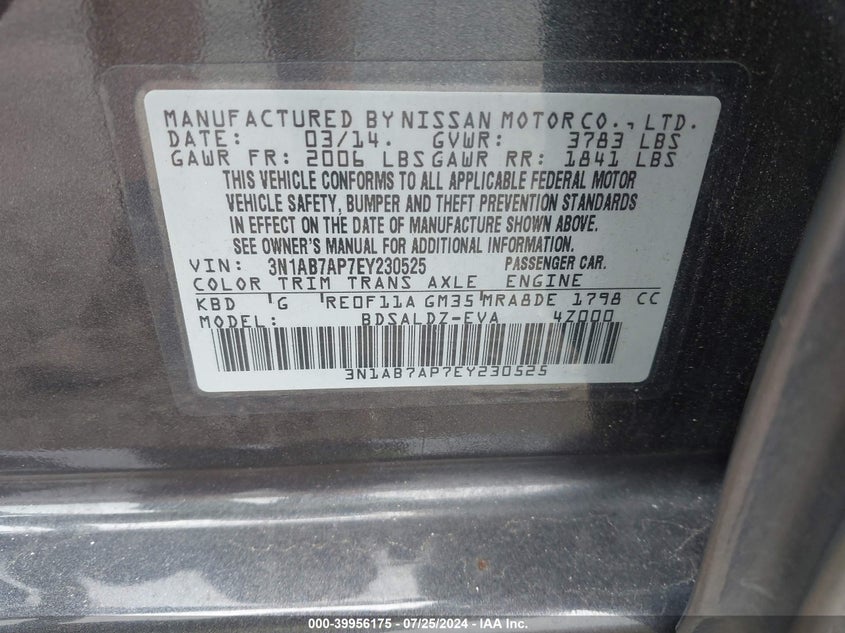 MANUFACTURED BY NISSAN MOTOR CO., LTD.
DATE: 03/14. GVWR: 3783 LBS
GAWR FR: 2006 LBS GAWR RR: 1841 LBS
THIS VEHICLE CONFORMS TO ALL APPLICABLE FEDERAL MOTOR
VEHICLE SAFETY, BUMPER AND THEFT PREVENTION STANDARDS
IN EFFECT ON THE DATE OF MANUFACTURE SHOWN ABOVE.
SEE OWNER'S MANUAL FOR ADDITIONAL INFORMATION.
VIN: 3N1AB7AP7EY230525 PASSENGER CAR.
COLOR TRIM TRANS AXLE ENGINE
KBD G RE0F11A GM35 MRA8DE 1798 CC
MODEL: BDSALDZ-EVA 4Z000
3N1AB7AP7EY230525
000-39956175 - 07/25/2024 - IAA Inc.